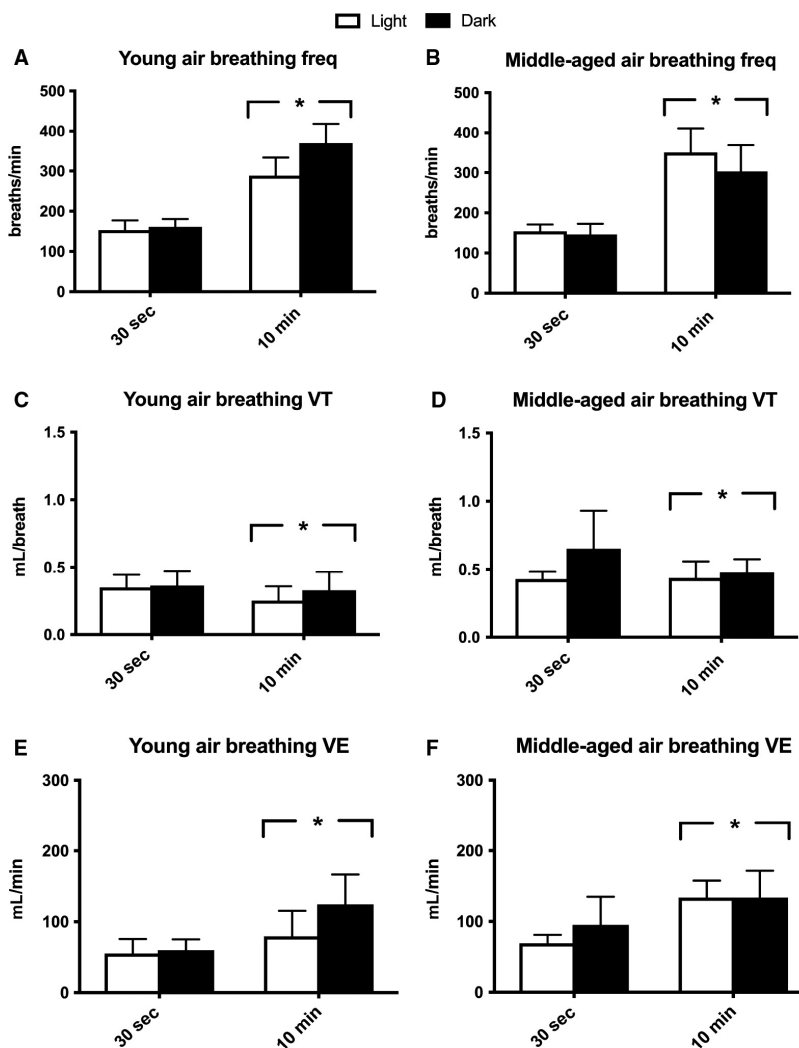 Light Dark
A Young air breathing freq
B Middle-aged air breathing freq
500
400
300
200
100
0
breaths/min
*
30 sec
10 min
500
400
300
200
100
0
breaths/min
*
30 sec
10 min
C Young air breathing VT
D Middle-aged air breathing VT
1.5
1.0
0.5
0.0
mL/breath
*
30 sec
10 min
1.5
1.0
0.5
0.0
mL/breath
*
30 sec
10 min
E Young air breathing VE
F Middle-aged air breathing VE
300
200
100
0
mL/min
*
30 sec
10 min
300
200
100
0
mL/min
*
30 sec
10 min